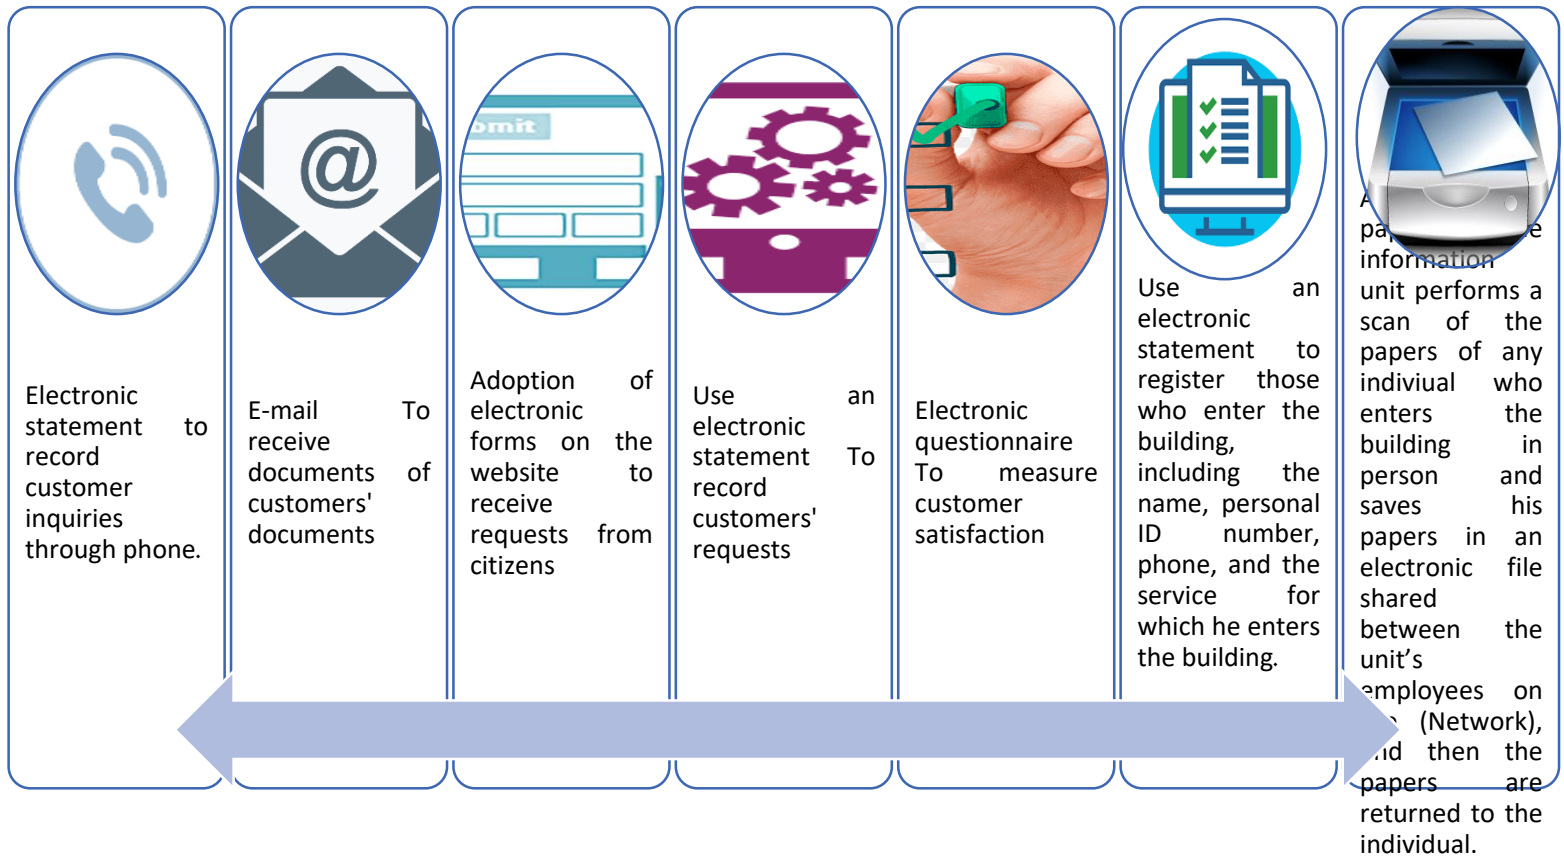 Electronic
statement to
record
customer
inquiries
through phone.
@
E-mail To
receive
documents of
customers'
documents
omit
Adoption of
electronic
forms on the
website to
receive
requests from
citizens
Use an
electronic
statement To
record
customers'
requests
Electronic
questionnaire
To measure
customer
satisfaction
Use an
electronic
statement to
register those
who enter the
building,
including the
name, personal
ID number,
phone, and the
service for
which he enters
the building.
information
unit performs a
scan of the
papers of any
indiviual who
enters the
building in
person and
saves his
papers in an
electronic file
shared
between the
unit’s
employees on
(Network),
and then the
papers are
returned to the
individual.